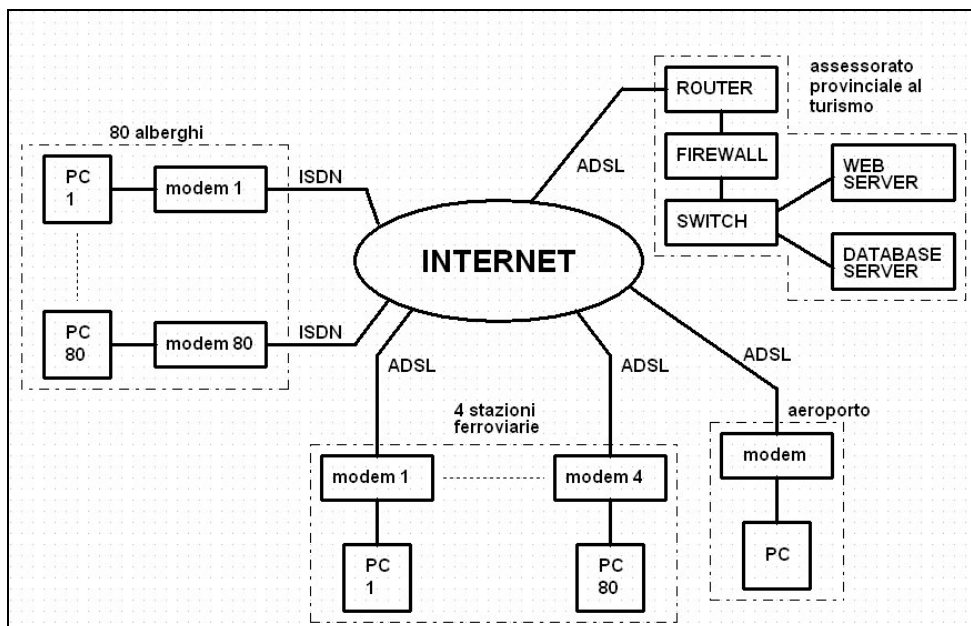 80 alberghi
PC
1
modem 1
ISDN
PC
80
modem 80
ISDN
INTERNET
ADSL
ROUTER
FIREWALL
SWITCH
WEB
SERVER
DATABASE
SERVER
assessorato
provinciale al
turismo
ADSL
4 stazioni
ferroviarie
ADSL
modem 1
modem 4
PC
1
PC
80
ADSL
aeroporto
modem
PC